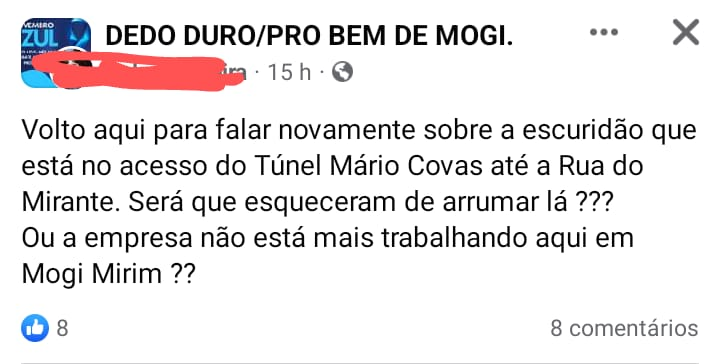 VEMBRO
ZUL
DEDO DURO/PRO BEM DE MOGI.
15 h
Volto aqui para falar novamente sobre a escuridão que
está no acesso do Túnel Mário Covas até a Rua do
Mirante. Será que esqueceram de arrumar lá ???
Ou a empresa não está mais trabalhando aqui em
Mogi Mirim ??
8
8 comentários